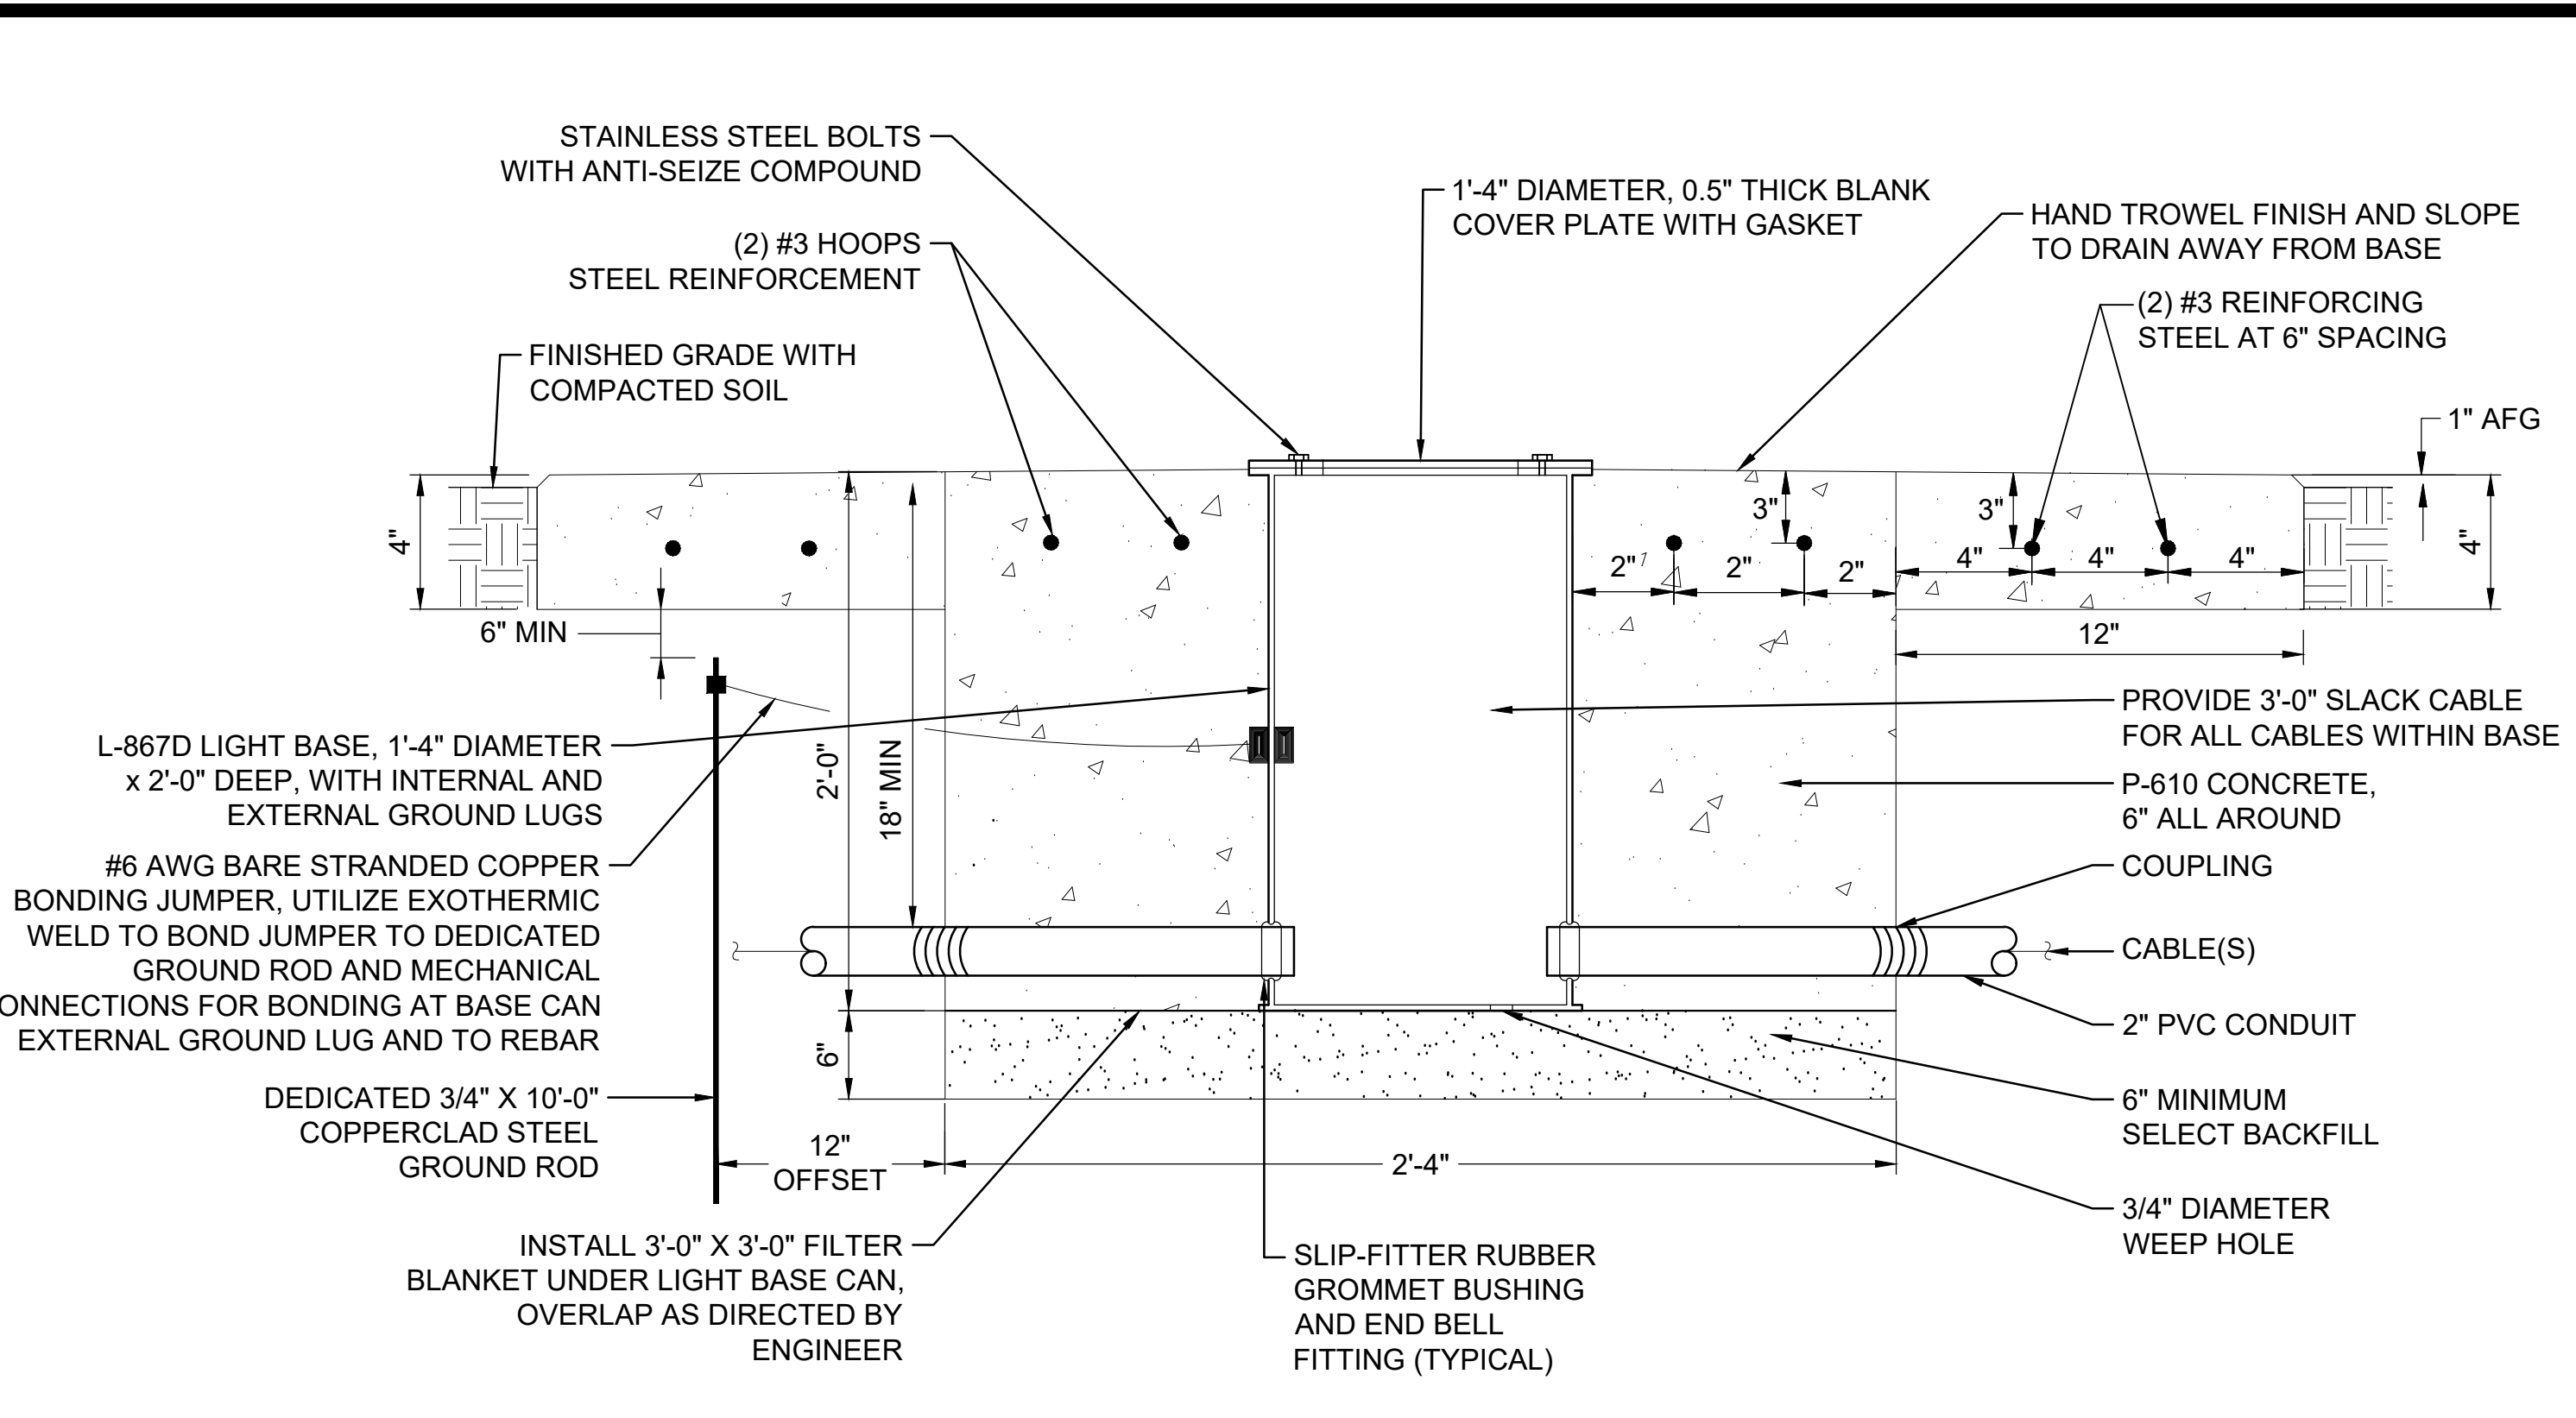 STAINLESS STEEL BOLTS
WITH ANTI-SEIZE COMPOUND
(2) #3 HOOPS
STEEL REINFORCEMENT
FINISHED GRADE WITH
COMPACTED SOIL
1'-4" DIAMETER, 0.5" THICK BLANK
COVER PLATE WITH GASKET
HAND TROWEL FINISH AND SLOPE
TO DRAIN AWAY FROM BASE
(2) #3 REINFORCING
STEEL AT 6" SPACING
1" AFG
4"
6" MIN
2'-0"
18" MIN
6"
3"
2"
2"
2"
3"
4"
4"
4"
4"
12"
L-867D LIGHT BASE, 1'-4" DIAMETER
x 2'-0" DEEP, WITH INTERNAL AND
EXTERNAL GROUND LUGS
#6 AWG BARE STRANDED COPPER
BONDING JUMPER, UTILIZE EXOTHERMIC
WELD TO BOND JUMPER TO DEDICATED
GROUND ROD AND MECHANICAL
ONNECTIONS FOR BONDING AT BASE CAN
EXTERNAL GROUND LUG AND TO REBAR
DEDICATED 3/4" X 10'-0"
COPPERCLAD STEEL
GROUND ROD
12"
OFFSET
2'-4"
INSTALL 3'-0" X 3'-0" FILTER
BLANKET UNDER LIGHT BASE CAN,
OVERLAP AS DIRECTED BY
ENGINEER
SLIP-FITTER RUBBER
GROMMET BUSHING
AND END BELL
FITTING (TYPICAL)
PROVIDE 3'-0" SLACK CABLE
FOR ALL CABLES WITHIN BASE
P-610 CONCRETE,
6" ALL AROUND
COUPLING
CABLE(S)
2" PVC CONDUIT
6" MINIMUM
SELECT BACKFILL
3/4" DIAMETER
WEEP HOLE